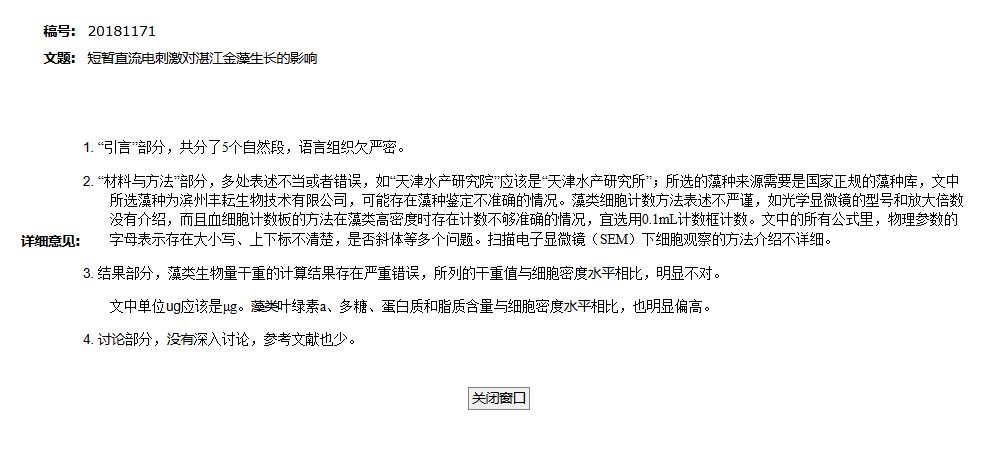 稿号: 20181171
文题: 短暂直流电刺激对湛江金藻生长的影响
1. “引言”部分，共分了5个自然段，语言组织欠严密。
2. “材料与方法”部分，多处表述不当或者错误，如“天津水产研究院”应该是“天津水产研究所”；所选的藻种来源需要是国家正规的藻种库，文中
所选藻种为滨州丰耘生物技术有限公司，可能存在藻种鉴定不准确的情况。藻类细胞计数方法表述不严谨，如光学显微镜的型号和放大倍数
没有介绍，而且血细胞计数板的方法在藻类高密度时存在计数不够准确的情况，宜选用0.1mL计数框计数。文中的所有公式里，物理参数的
详细意见:
字母表示存在大小写、上下标不清楚，是否斜体等多个问题。扫描电子显微镜（SEM）下细胞观察的方法介绍不详细。
3. 结果部分，藻类生物量干重的计算结果存在严重错误，所列的干重值与细胞密度水平相比，明显不对。
文中单位ug应该是μg。藻类叶绿素a、多糖、蛋白质和脂质含量与细胞密度水平相比，也明显偏高。
4. 讨论部分，没有深入讨论，参考文献也少。
关闭窗口